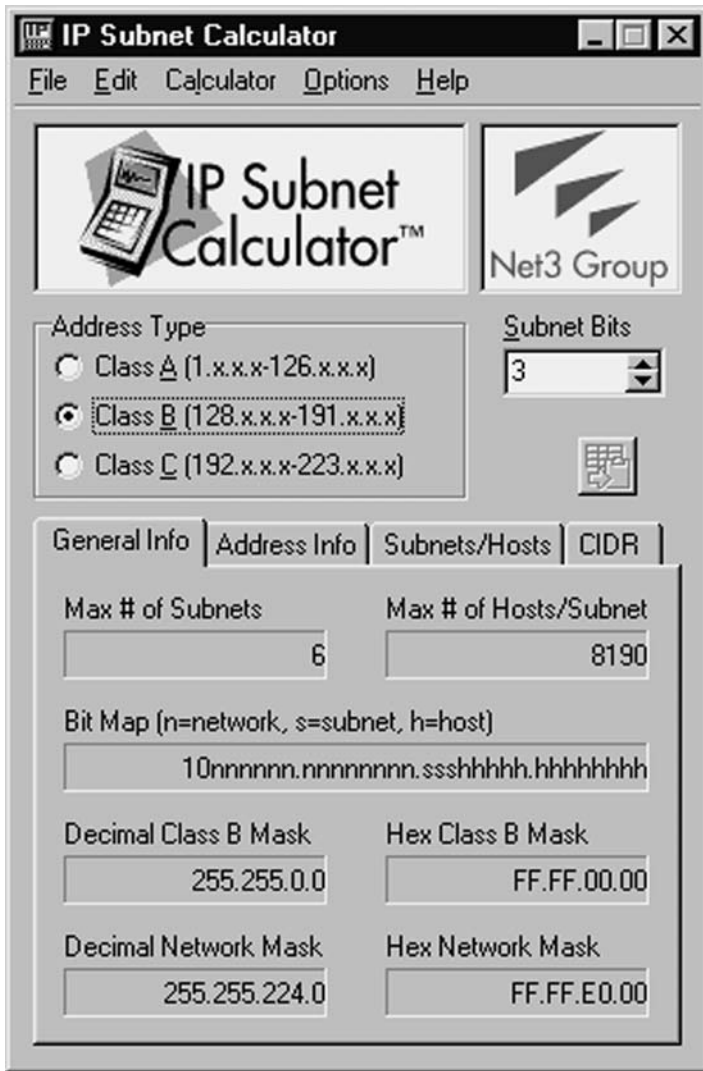 IP Subnet Calculator
File Edit Calculator Options Help
IP Subnet
Calculator™
Net3 Group
Address Type
Subnet Bits
Class A (1.x.x.x-126.x.x.x)
3
Class B (128.x.x.x-191.x.x.x)
Class C (192.x.x.x-223.x.x.x)
General Info Address Info Subnets/Hosts CIDR
Max # of Subnets Max # of Hosts/Subnet
6 8190
Bit Map (n=network, s=subnet, h=host)
10nnnnnn.nnnnnnnn.ssshhhhh.hhhhhhhh
Decimal Class B Mask Hex Class B Mask
255.255.0.0 FF.FF.00.00
Decimal Network Mask Hex Network Mask
255.255.224.0 FF.FF.E0.00